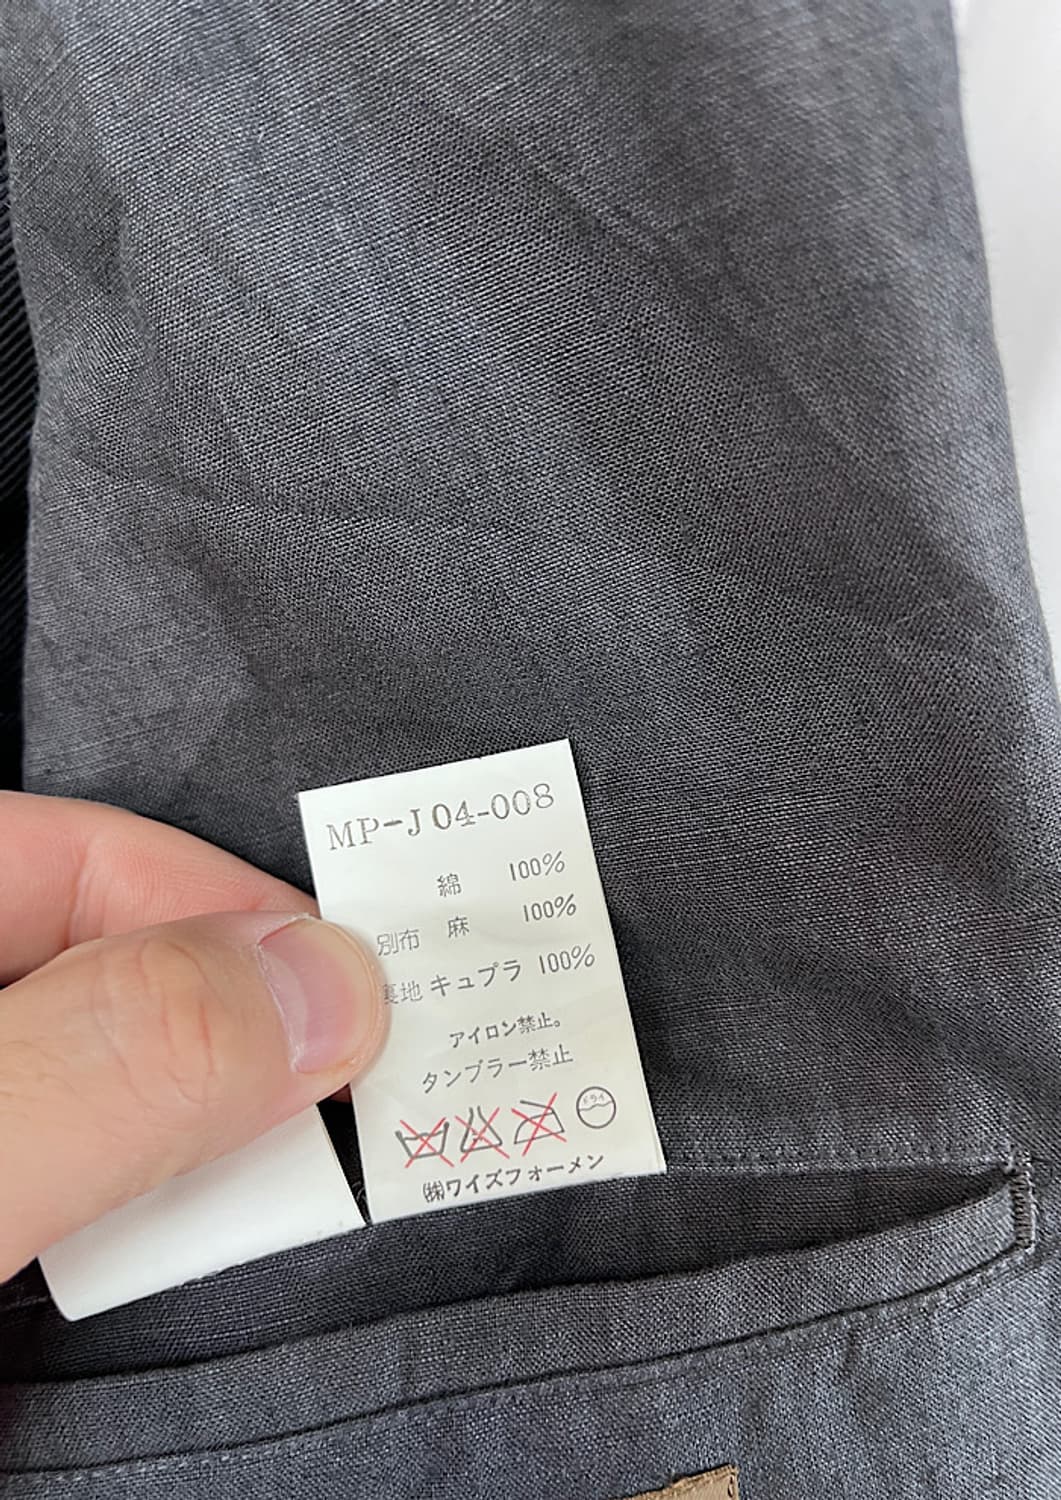 MP-J04-008
綿 100%
別布 麻 100%
裏地 キュプラ 100%
アイロン禁止。
タンブラー禁止
ドライ
㈱ワイズフォーメン